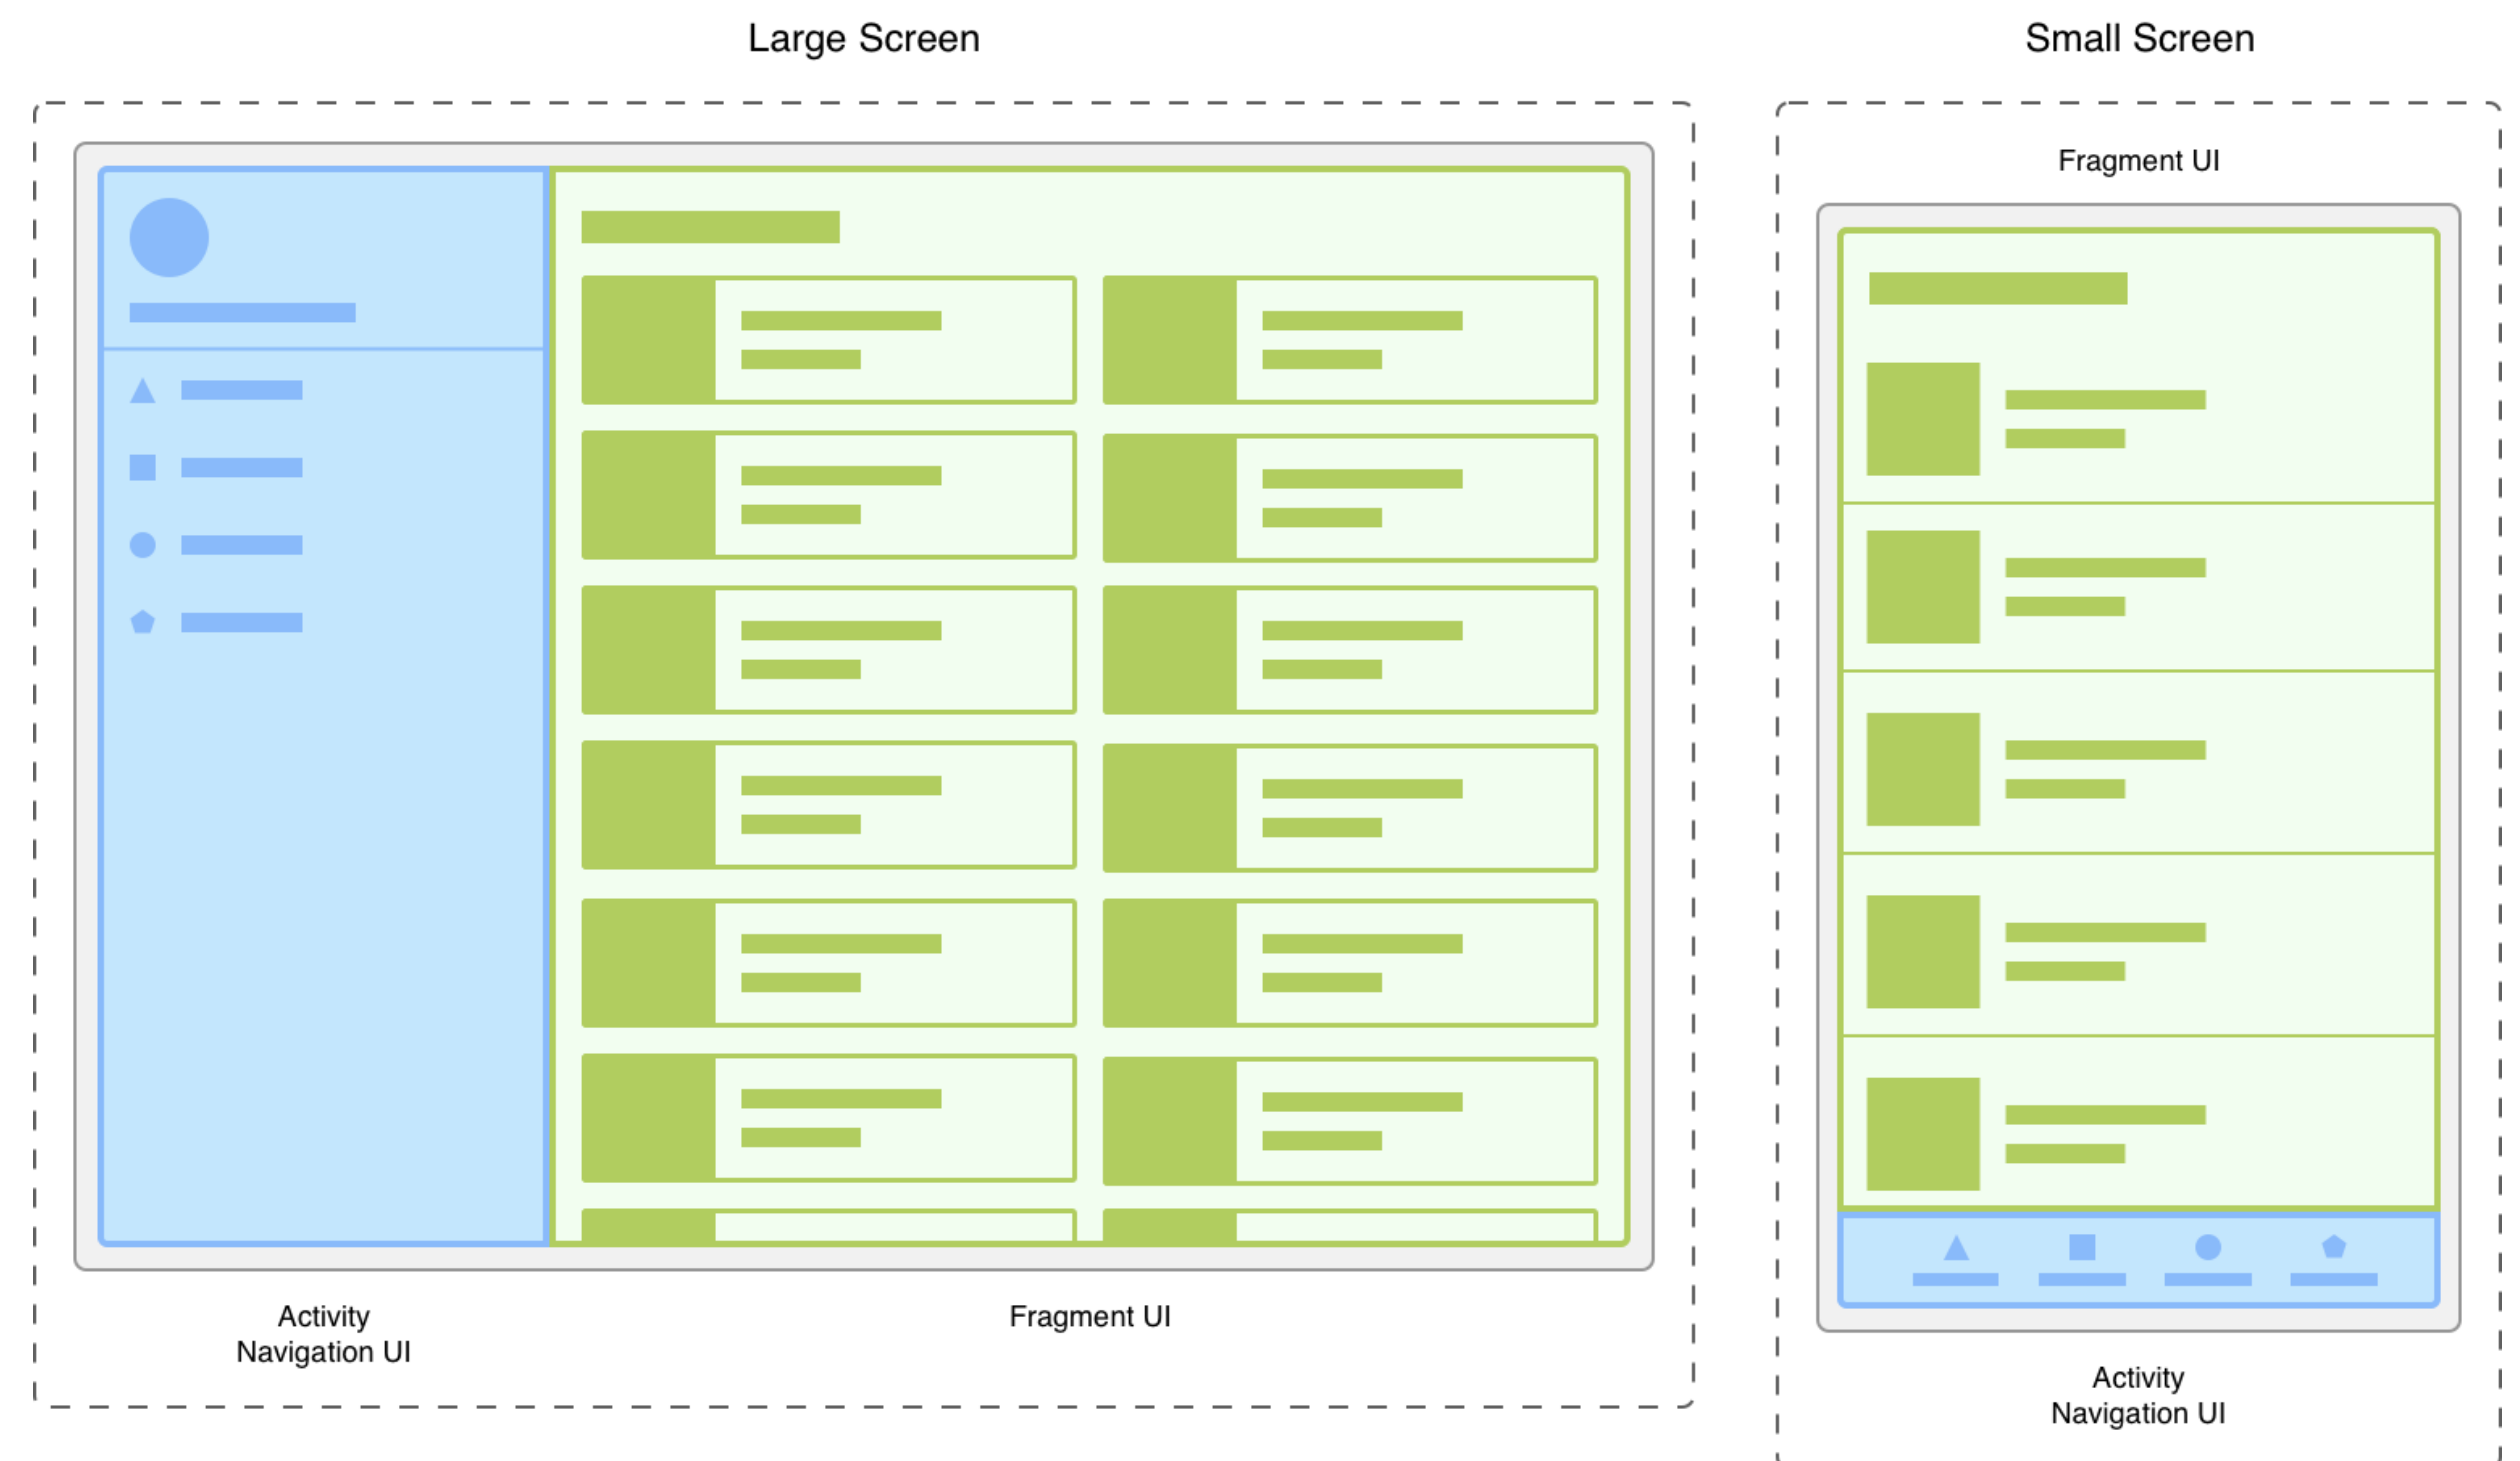 Large Screen
Activity
Navigation UI
Fragment UI
Small Screen
Fragment UI
Activity
Navigation UI